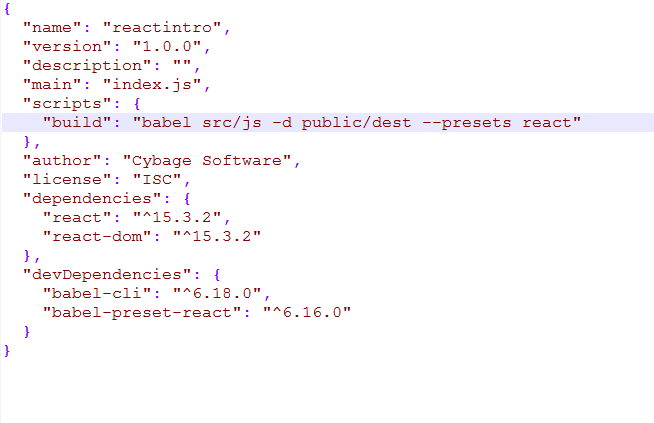 {
  "name": "reactintro",
  "version": "1.0.0",
  "description": "",
  "main": "index.js",
  "scripts": {
    "build": "babel src/js -d public/dest --presets react"
  },
  "author": "Cybage Software",
  "license": "ISC",
  "dependencies": {
    "react": "^15.3.2",
    "react-dom": "^15.3.2"
  },
  "devDependencies": {
    "babel-cli": "^6.18.0",
    "babel-preset-react": "^6.16.0"
  }
}